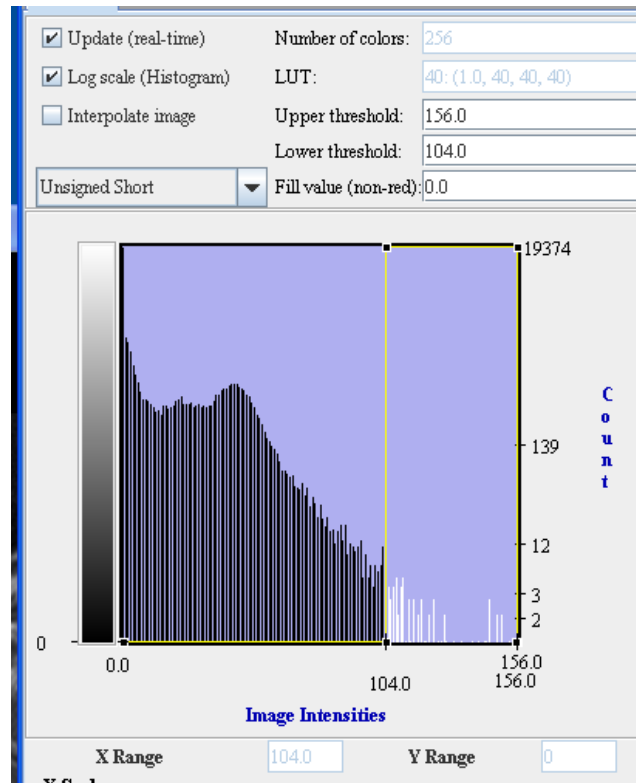 Update (real-time) Number of colors: 256
Log scale (Histogram) LUT: 40: (1.0, 40, 40, 40)
Interpolate image Upper threshold: 156.0
Lower threshold: 104.0
Unsigned Short Fill value (non-red): 0.0
19374
139
12
3
2
Count
0
0.0
104.0
156.0
156.0
Image Intensities
X Range 104.0 Y Range 0